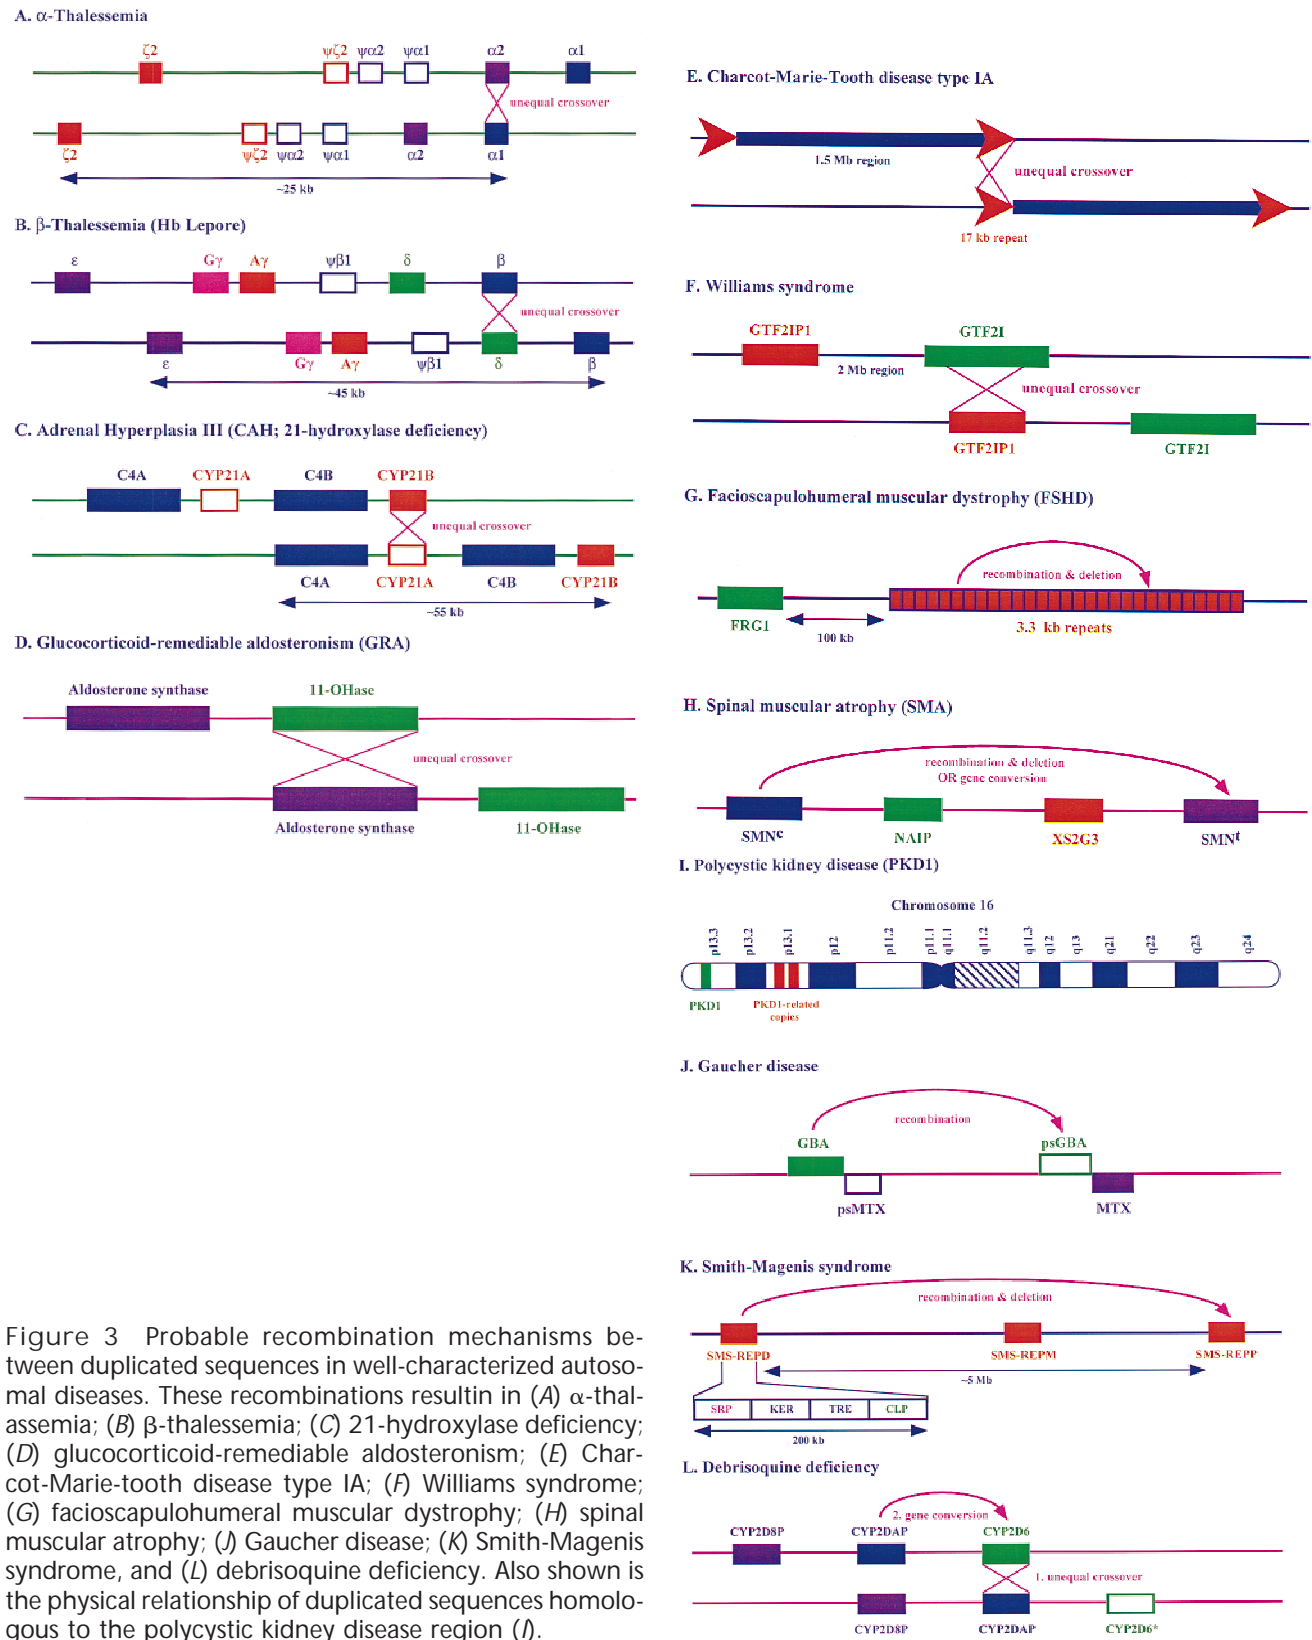 A. α-Thalessemia
ζ2 ψζ2 ψα2 ψα1 α2 α1
unequal crossover
ζ2 ψζ2 ψα2 ψα1 α2 α1
~25 kb
B. β-Thalessemia (Hb Lepore)
ε Gγ Aγ ψβ1 δ β
unequal crossover
ε Gγ Aγ ψβ1 δ β
~45 kb
C. Adrenal Hyperplasia III (CAH; 21-hydroxylase deficiency)
C4A CYP21A C4B CYP21B
unequal crossover
C4A CYP21A C4B CYP21B
~55 kb
D. Glucocorticoid-remediable aldosteronism (GRA)
Aldosterone synthase 11-OHase
unequal crossover
Aldosterone synthase 11-OHase
E. Charcot-Marie-Tooth disease type IA
1.5 Mb region
unequal crossover
17 kb repeat
F. Williams syndrome
GTF2IP1 GTF2I
2 Mb region
unequal crossover
GTF2IP1 GTF2I
G. Facioscapulohumeral muscular dystrophy (FSHD)
recombination & deletion
FRG1 100 kb 3.3 kb repeats
H. Spinal muscular atrophy (SMA)
recombination & deletion
OR gene conversion
SMNc NAIP XS2G3 SMNt
I. Polycystic kidney disease (PKD1)
Chromosome 16
p13.3 p13.2 p13.1 p12 p11.2 p11.1 q11.1 q11.2 q11.3 q12 q13 q21 q22 q23 q24
PKD1 PKD1-related
copies
J. Gaucher disease
recombination
GBA psGBA
psMTX MTX
K. Smith-Magenis syndrome
recombination & deletion
SMS-REPD SMS-REPM SMS-REPP
~5 Mb
SRP KER TRE CLP
200 kb
L. Debrisoquine deficiency
2. gene conversion
CYP2D8P CYP2DAP CYP2D6
1. unequal crossover
CYP2D8P CYP2DAP CYP2D6*
Figure 3 Probable recombination mechanisms be-
tween duplicated sequences in well-characterized autoso-
mal diseases. These recombinations resultin in (A) α-thal-
assemia; (B) β-thalessemia; (C) 21-hydroxylase deficiency;
(D) glucocorticoid-remediable aldosteronism; (E) Char-
cot-Marie-tooth disease type IA; (F) Williams syndrome;
(G) facioscapulohumeral muscular dystrophy; (H) spinal
muscular atrophy; (J) Gaucher disease; (K) Smith-Magenis
syndrome, and (L) debrisoquine deficiency. Also shown is
the physical relationship of duplicated sequences homolo-
gous to the polycystic kidney disease region (I).